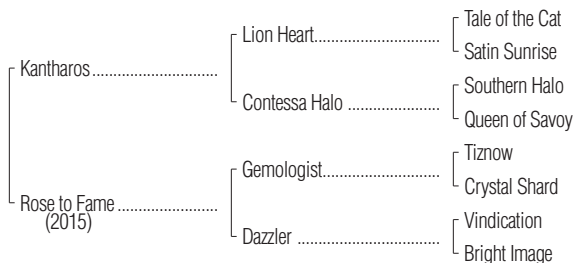 Tale of the Cat
Lion Heart..........................................
Satin Sunrise
Kantharos ..........................................
Southern Halo
Contessa Halo ...............................
Queen of Savoy
Tiznow
Gemologist.......................................
Crystal Shard
Rose to Fame ..................................
(2015)
Vindication
Dazzler ................................................
Bright Image